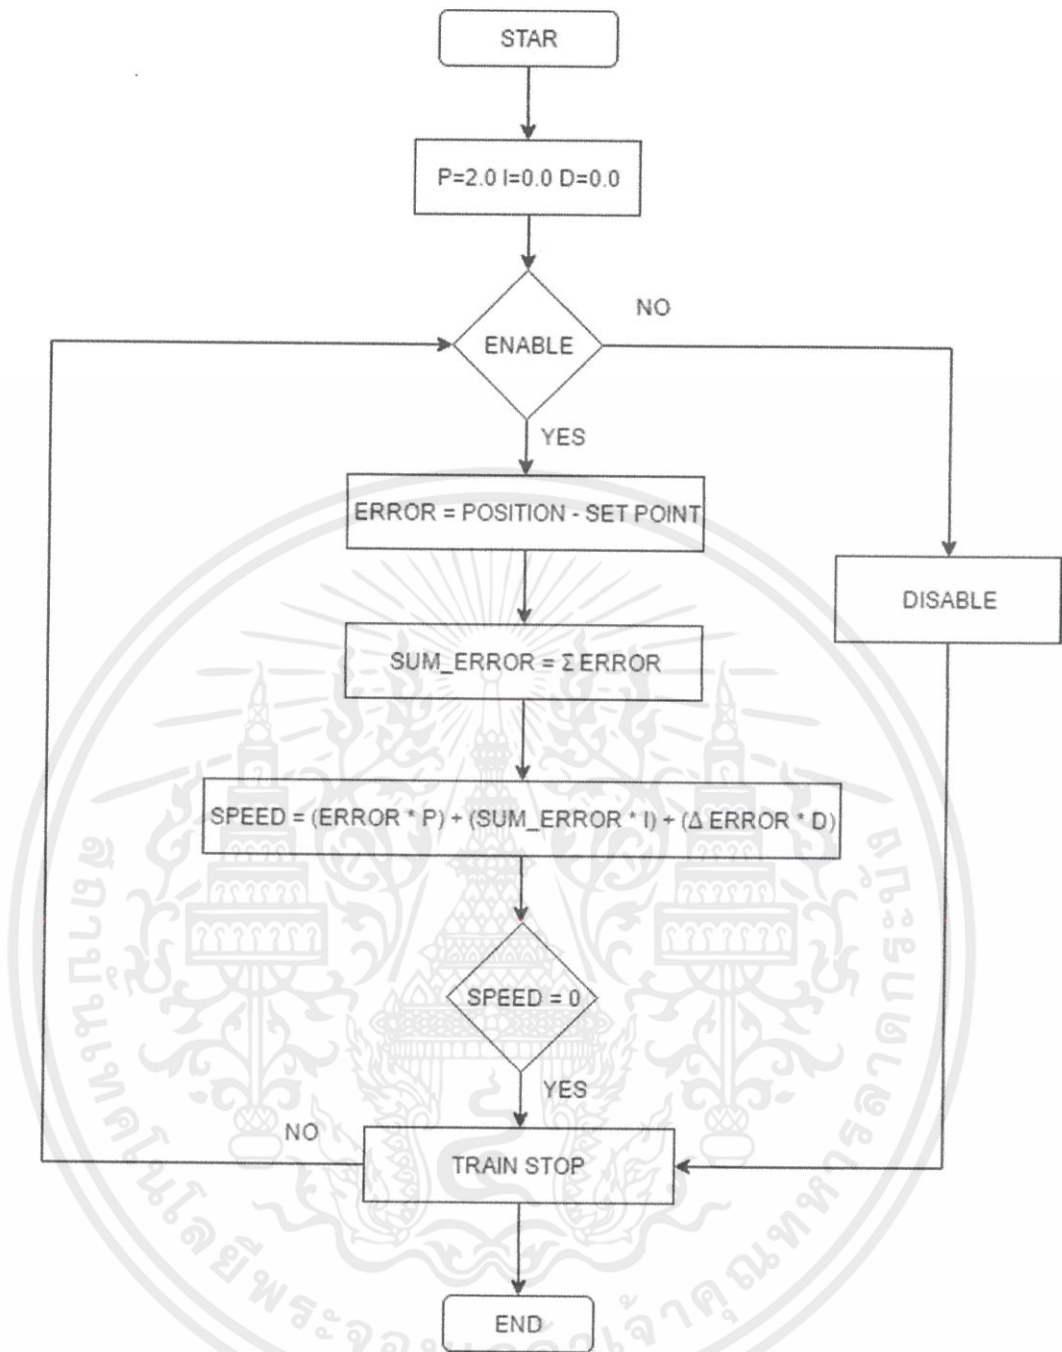 STAR
P=2.0 I=0.0 D=0.0
ENABLE
NO
YES
ERROR = POSITION - SET POINT
DISABLE
SUM_ERROR = Σ ERROR
SPEED = (ERROR * P) + (SUM_ERROR * I) + (Δ ERROR * D)
SPEED = 0
YES
NO
TRAIN STOP
END